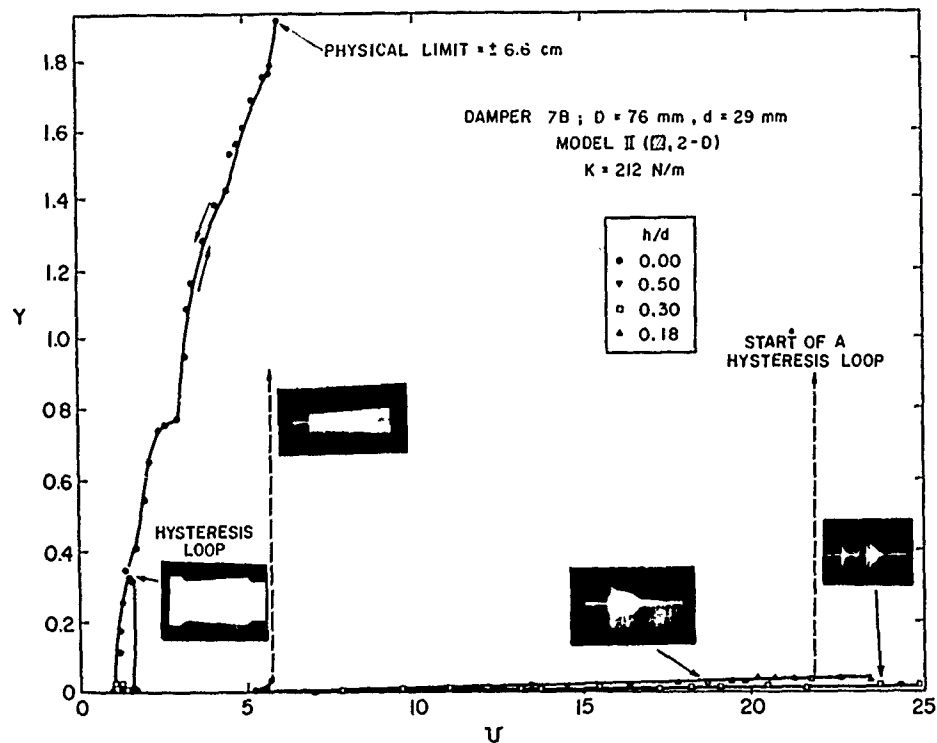 PHYSICAL LIMIT = ± 6.6 cm
DAMPER 7B ; D = 76 mm , d = 29 mm
MODEL II (▨, 2-D)
K = 212 N/m
h/d
0.00
0.50
0.30
0.18
START OF A
HYSTERESIS LOOP
HYSTERESIS
LOOP
Y
1.8
1.6
1.4
1.2
1.0
0.8
0.6
0.4
0.2
0
0
5
10
15
20
25
U